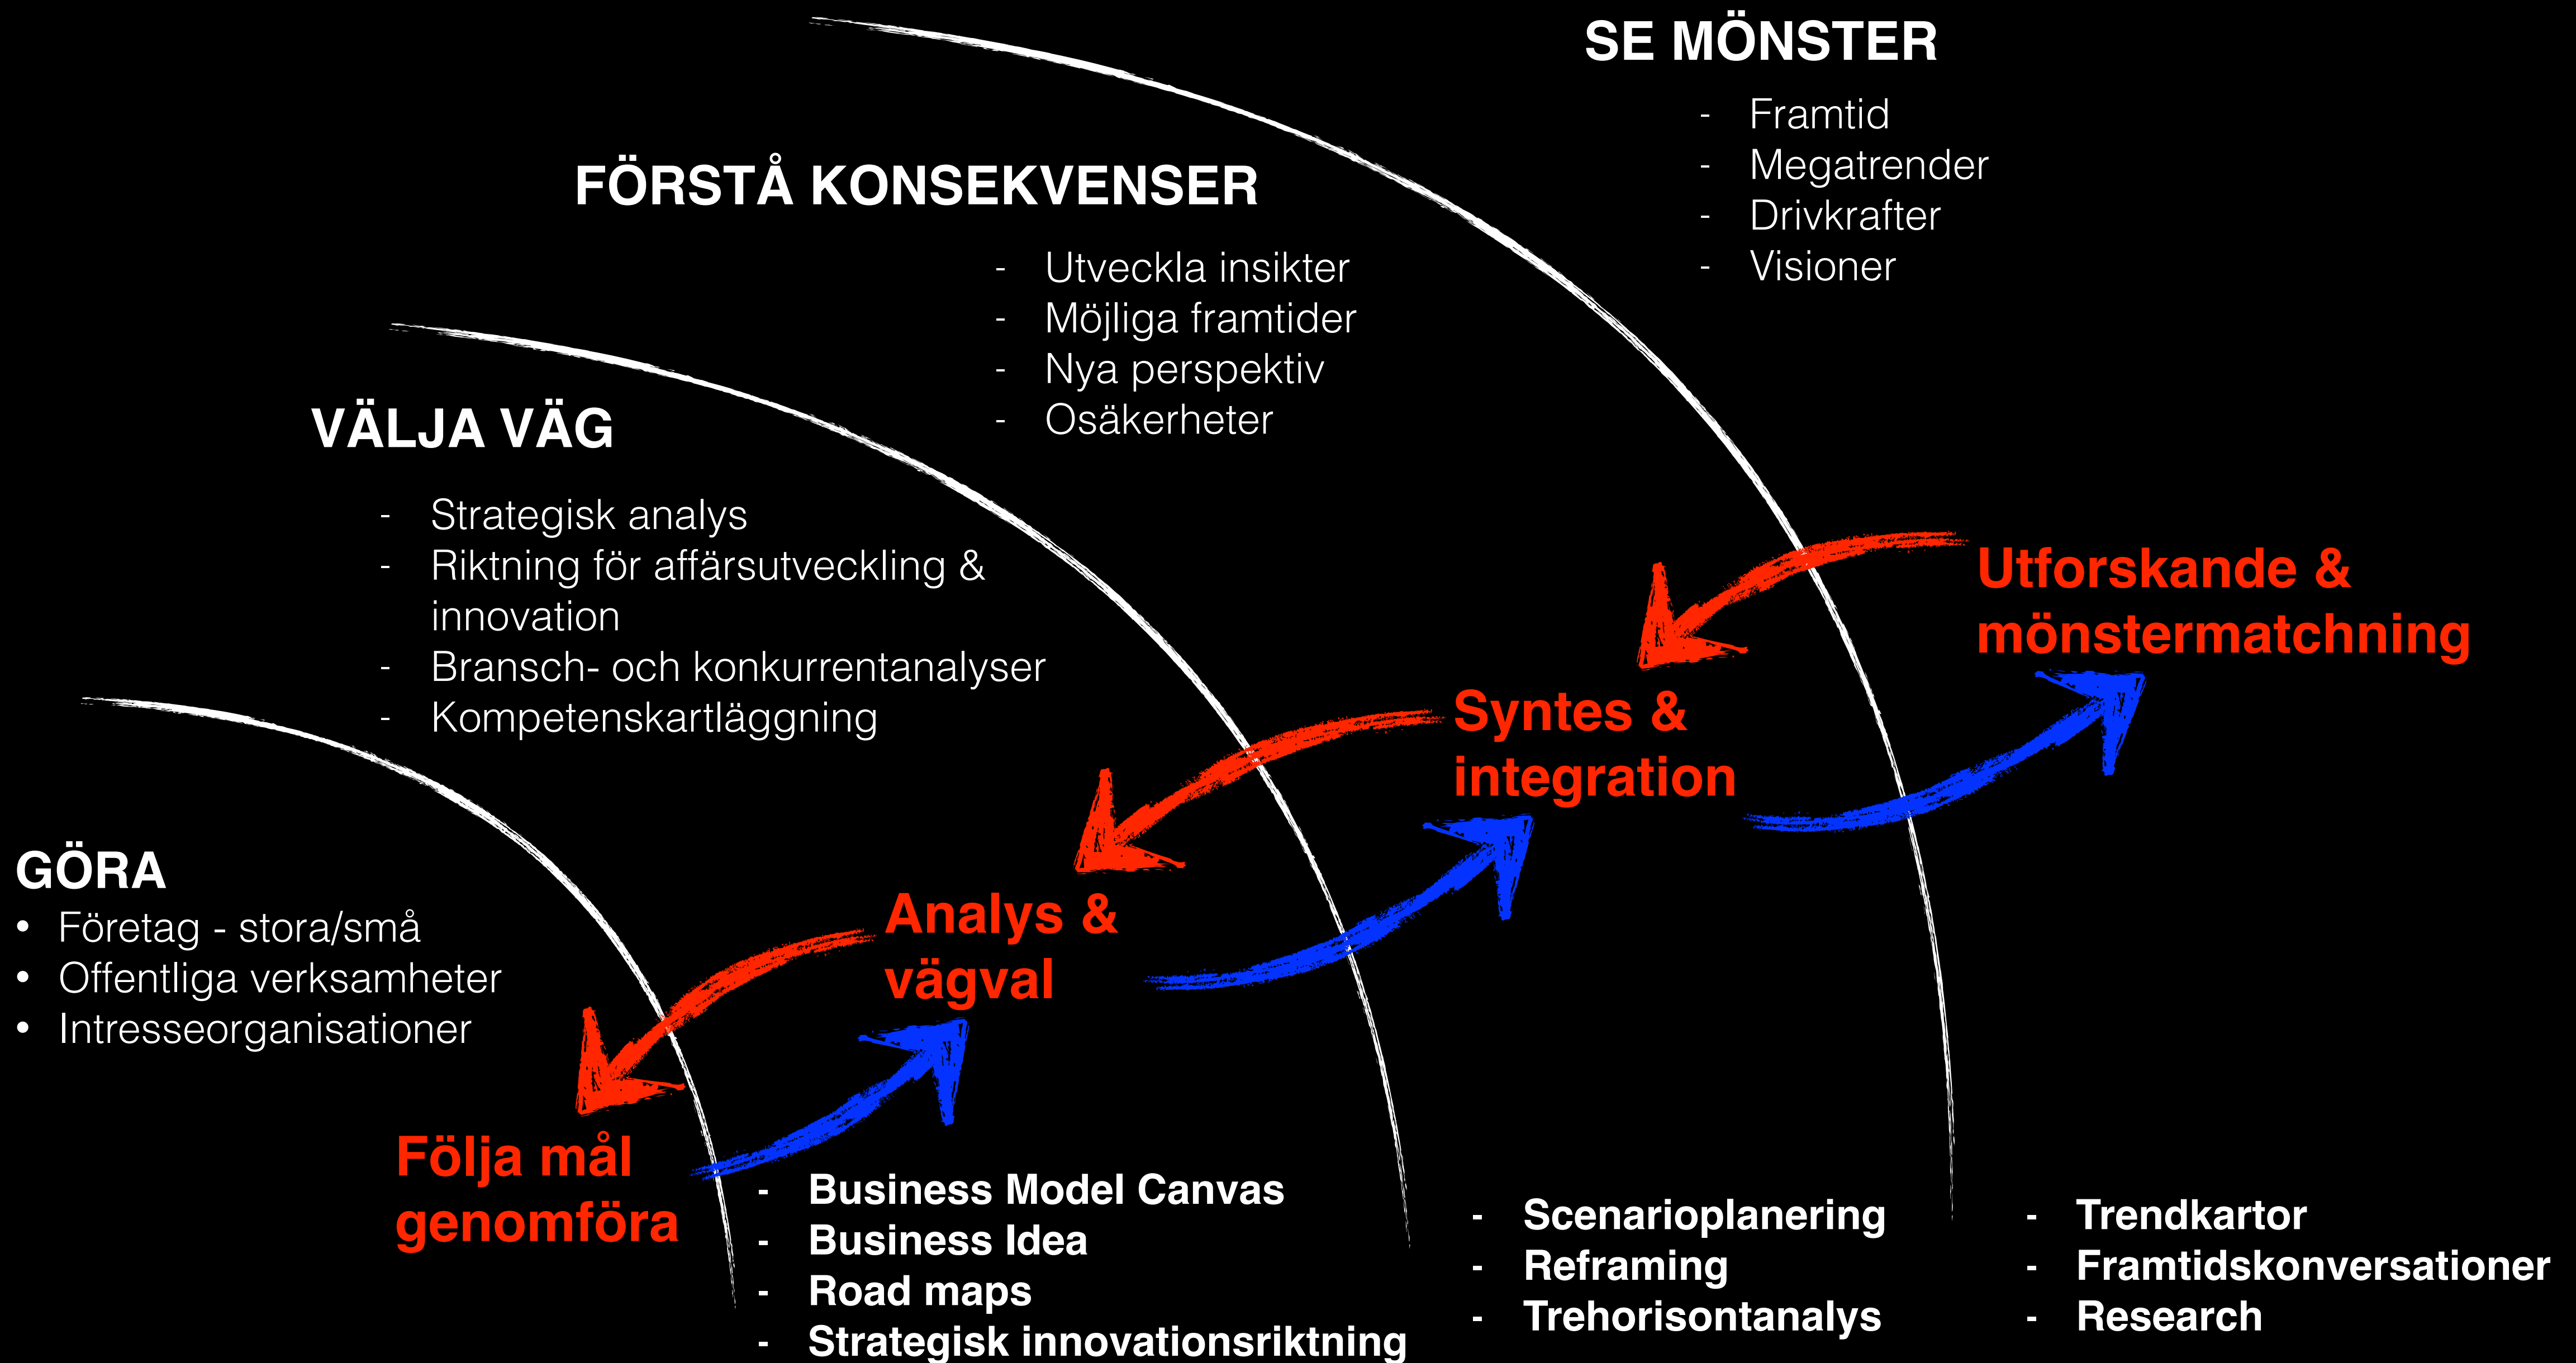 SE MÖNSTER
- Framtid
- Megatrender
- Drivkrafter
- Visioner
FÖRSTÅ KONSEKVENSER
- Utveckla insikter
- Möjliga framtider
- Nya perspektiv
- Osäkerheter
VÄLJA VÄG
- Strategisk analys
- Riktning för affärsutveckling &
innovation
- Bransch- och konkurrentanalyser
- Kompetenskartläggning
GÖRA
• Företag - stora/små
• Offentliga verksamheter
• Intresseorganisationer
Utforskande &
mönstermatchning
Syntes &
integration
Analys &
vägval
Följa mål
genomföra
- Business Model Canvas
- Business Idea
- Road maps
- Strategisk innovationsriktning
- Scenarioplanering
- Reframing
- Trehorisontanalys
- Trendkartor
- Framtidskonversationer
- Research